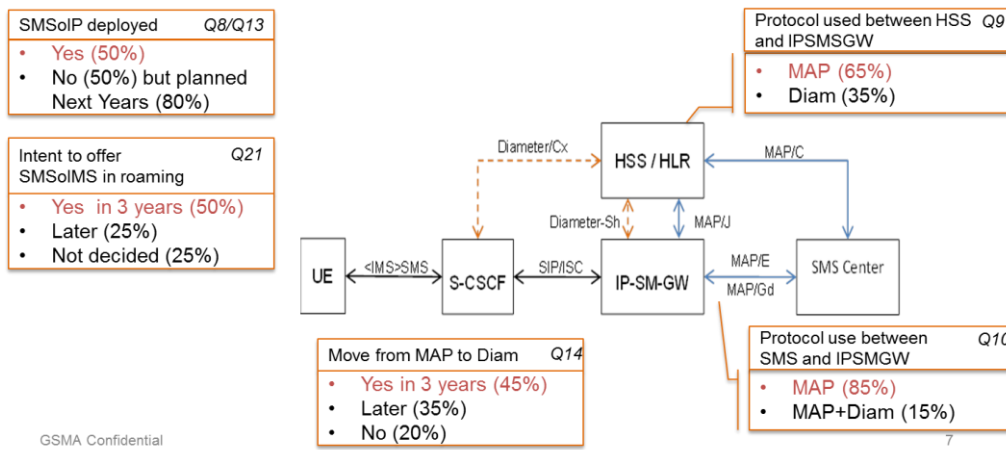 SMSoIP deployed Q8/Q13
• Yes (50%)
• No (50%) but planned
Next Years (80%)
Intent to offer Q21
SMSoIMS in roaming
• Yes in 3 years (50%)
• Later (25%)
• Not decided (25%)
Protocol used between HSS Q9
and IPSMSGW
• MAP (65%)
• Diam (35%)
Diameter/Cx
HSS / HLR
MAP/C
Diameter-Sh
MAP/J
UE
<IMS>SMS
S-CSCF
SIP/ISC
IP-SM-GW
MAP/E
MAP/Gd
SMS Center
Move from MAP to Diam Q14
• Yes in 3 years (45%)
• Later (35%)
• No (20%)
Protocol use between Q10
SMS and IPSMGW
• MAP (85%)
• MAP+Diam (15%)
GSMA Confidential
7